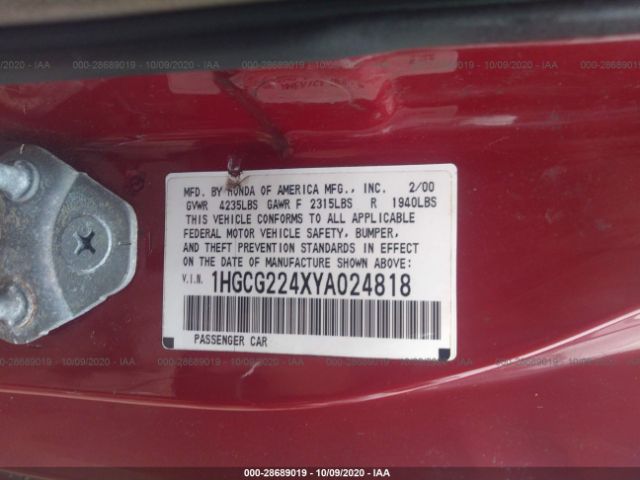 00-28689019 · 10/09/2020 · IAA
MFD. BY HONDA OF AMERICA MFG., INC. 2/00
GVWR 4235LBS GAWR F 2315LBS R 1940LBS
THIS VEHICLE CONFORMS TO ALL APPLICABLE
FEDERAL MOTOR VEHICLE SAFETY, BUMPER,
AND THEFT PREVENTION STANDARDS IN EFFECT
ON THE DATE OF MANUFACTURE SHOWN ABOVE:
V.I.N. 1HGCG224XYA024818
PASSENGER CAR
000-28689019 - 10/09/2020 - IAA